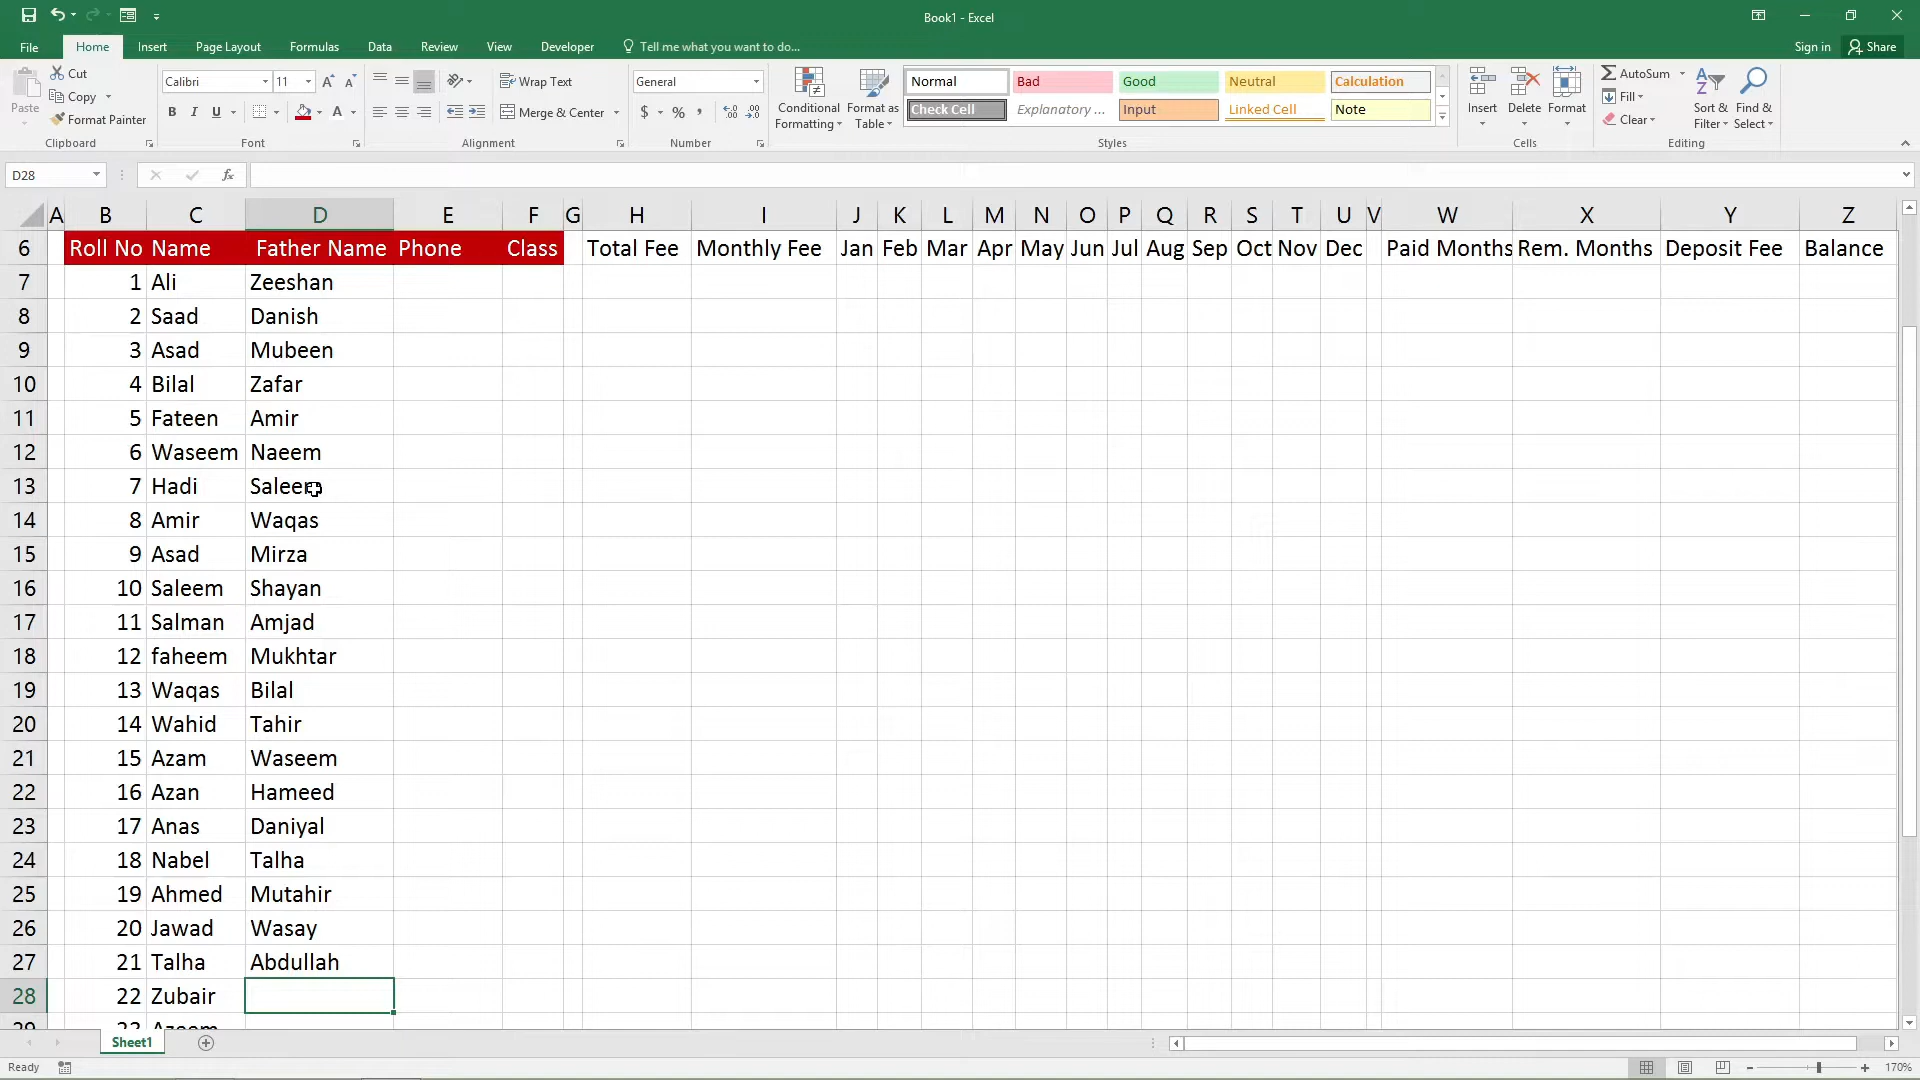 Book1 - Excel
File Home Insert Page Layout Formulas Data Review View Developer Tell me what you want to do... Sign in Share
Paste Cut Copy Format Painter Clipboard
Calibri 11 A A B I U A Font
Wrap Text Merge & Center Alignment
General $ % , Number
Conditional Formatting Format as Table
Normal Bad Good Neutral Calculation
Check Cell Explanatory ... Input Linked Cell Note
Styles
Insert Delete Format Cells
AutoSum Fill Clear Sort & Filter Find & Select Editing
D28 fx
A B C D E F G H I J K L M N O P Q R S T U V W X Y Z
6 Roll No Name Father Name Phone Class Total Fee Monthly Fee Jan Feb Mar Apr May Jun Jul Aug Sep Oct Nov Dec Paid Months Rem. Months Deposit Fee Balance
7 1 Ali Zeeshan
8 2 Saad Danish
9 3 Asad Mubeen
10 4 Bilal Zafar
11 5 Fateen Amir
12 6 Waseem Naeem
13 7 Hadi Saleem
14 8 Amir Waqas
15 9 Asad Mirza
16 10 Saleem Shayan
17 11 Salman Amjad
18 12 faheem Mukhtar
19 13 Waqas Bilal
20 14 Wahid Tahir
21 15 Azam Waseem
22 16 Azan Hameed
23 17 Anas Daniyal
24 18 Nabel Talha
25 19 Ahmed Mutahir
26 20 Jawad Wasay
27 21 Talha Abdullah
28 22 Zubair
29 23 Azeem
Sheet1
Ready 170%